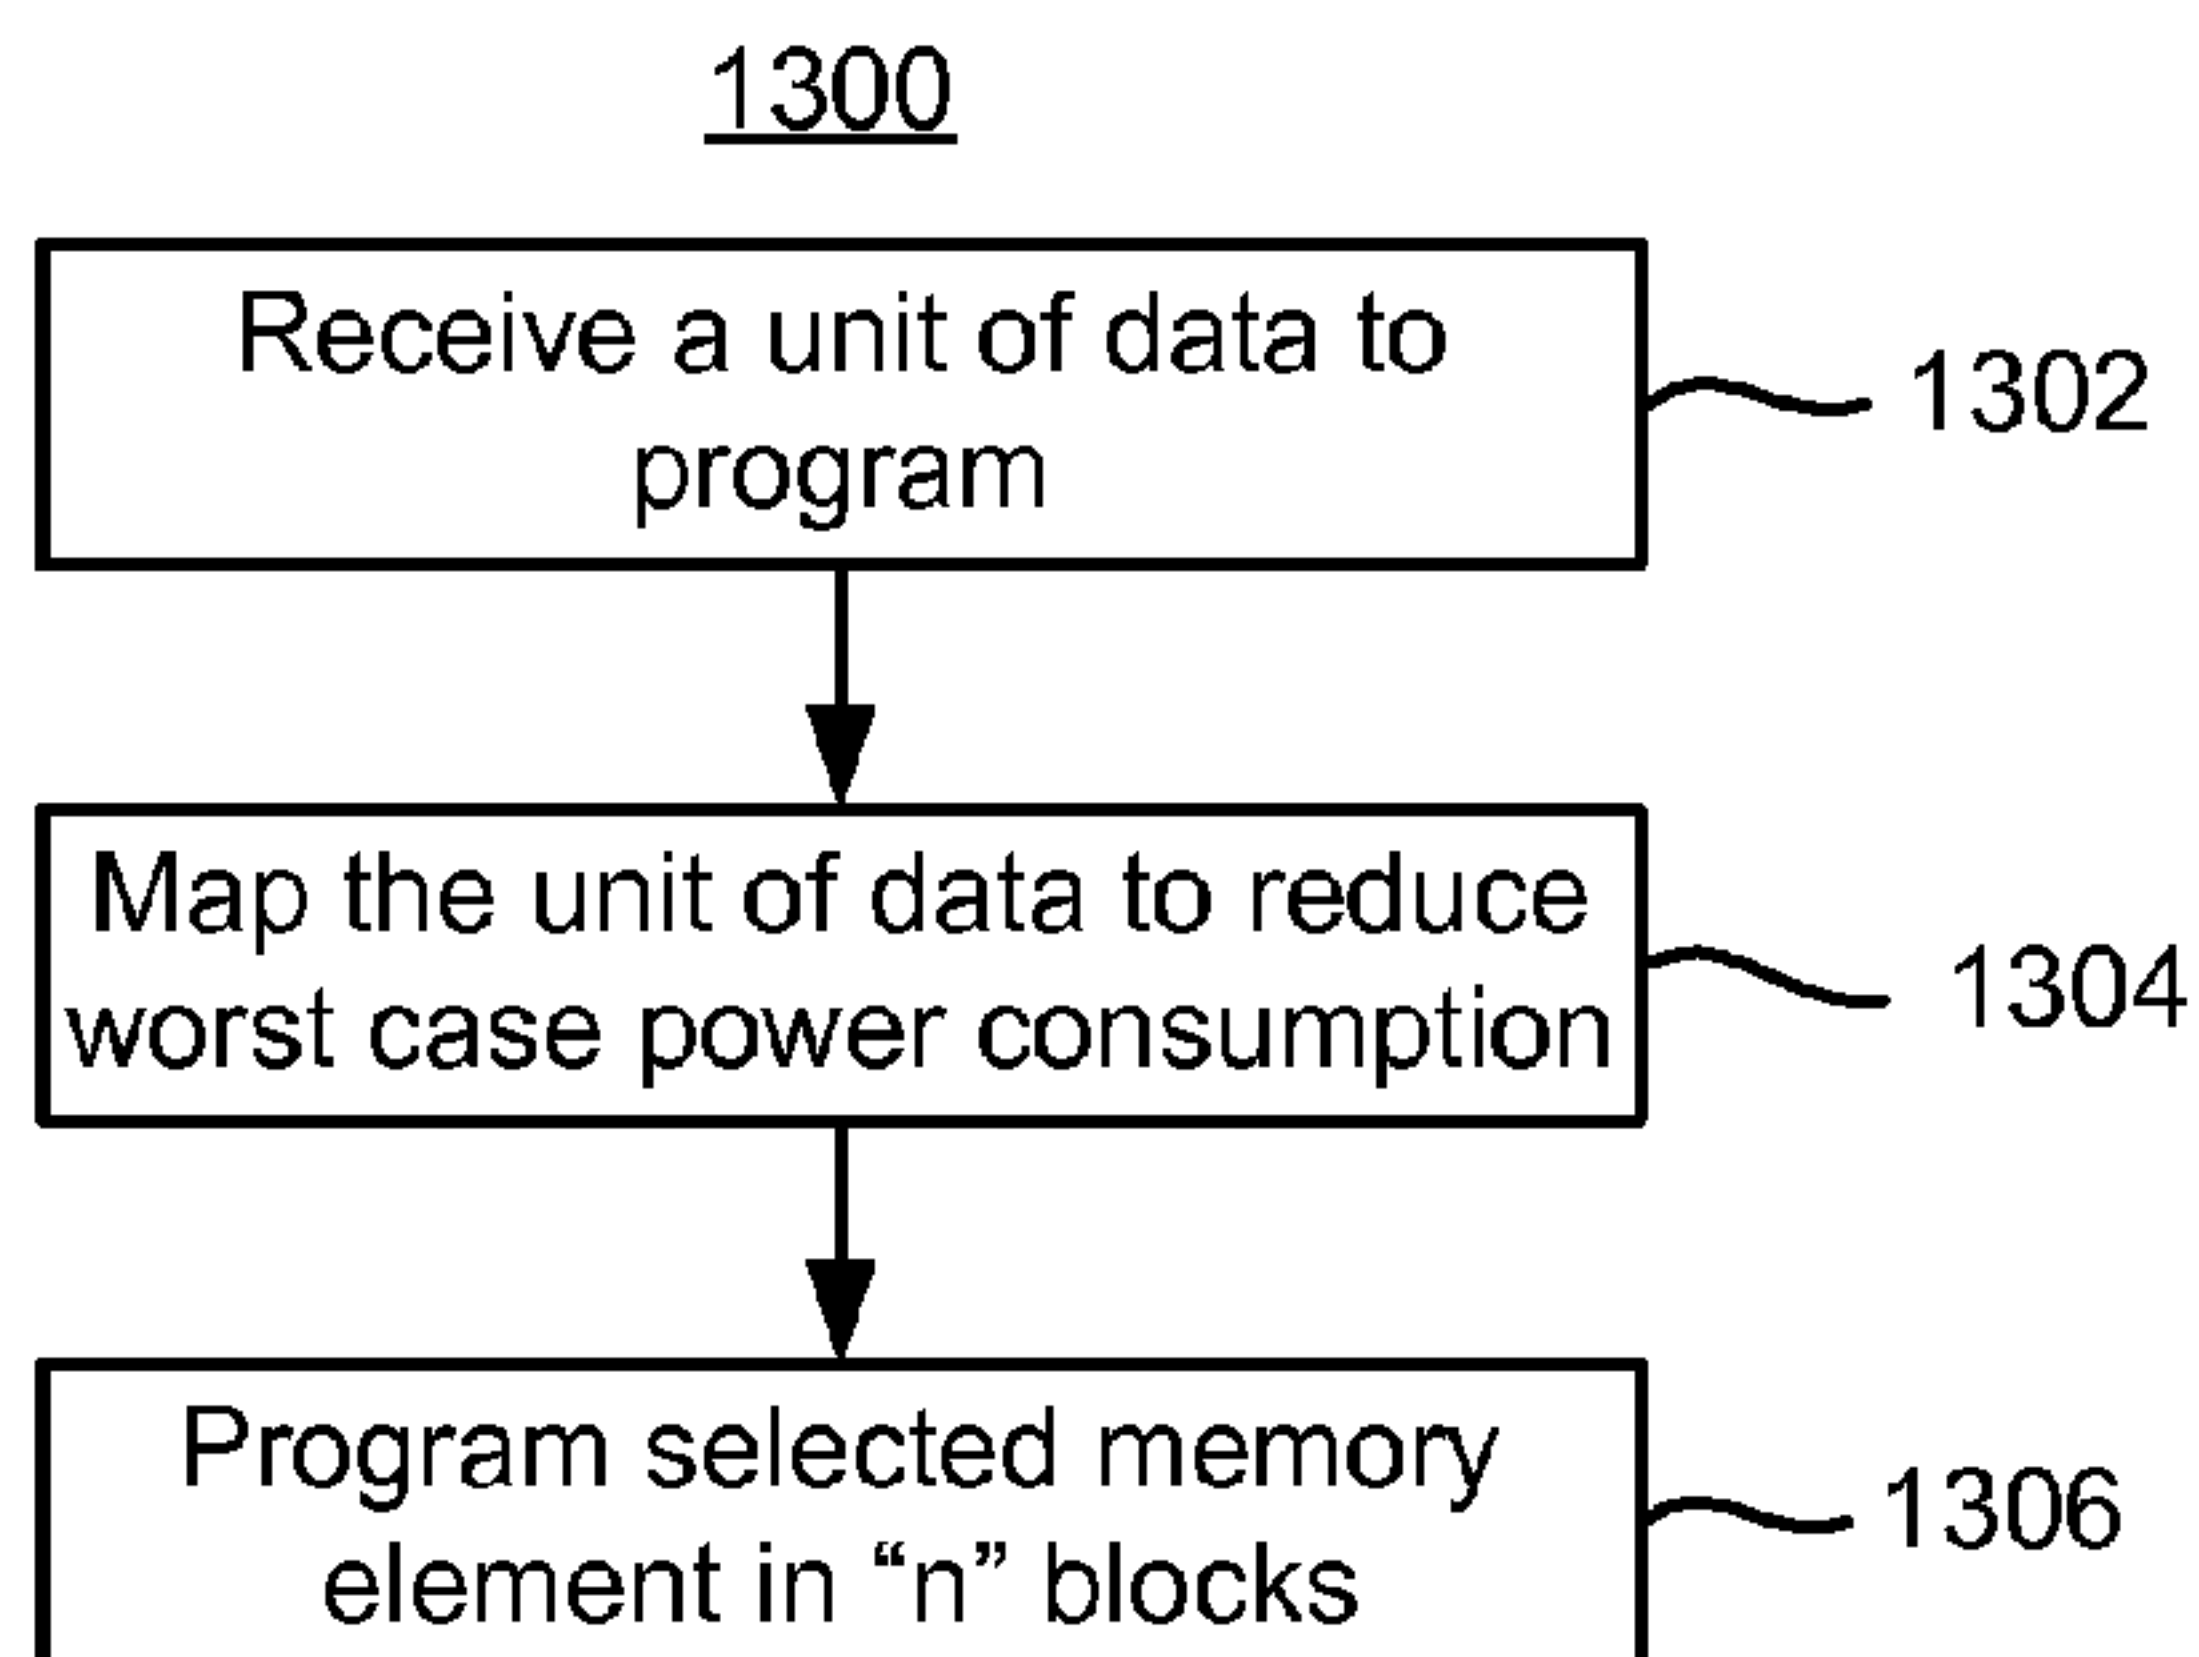 1300
Receive a unit of data to
program
1302
Map the unit of data to reduce
worst case power consumption
1304
Program selected memory
element in “n” blocks
1306